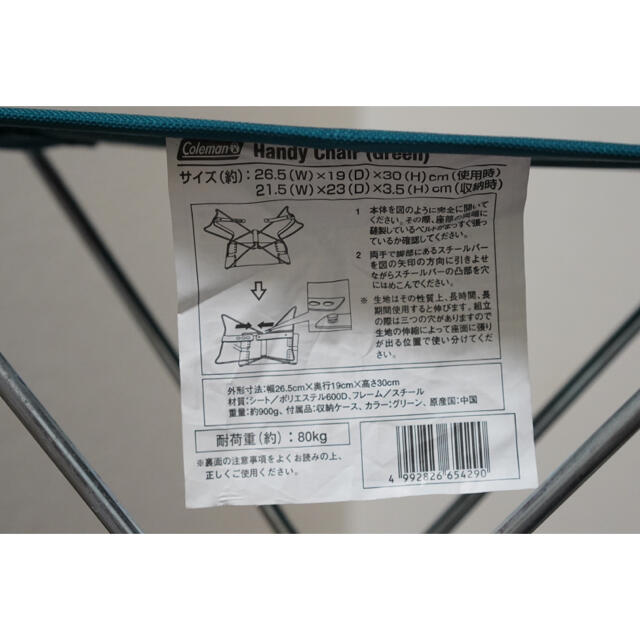 Coleman Handy Chair (Green)
サイズ(約):26.5(W)×19(D)×30(H)cm(使用時)
21.5(W)×23(D)×3.5(H)cm(収納時)
1 本体を図のように完全に開いて
ください。その際、座部の両端に
縫製しているベルトがまっすぐ張っ
ているか確認してください。
2 両手で脚部にあるスチールバー
を図の矢印の方向に引きよせ
ながらスチールバーの凸部を穴
にはめこんでください。
※ 生地はその性質上、長時間、長
期間使用すると伸びます。組立
の際は三つの穴がありますが
生地の伸縮によって座面に張り
が出る位置で使い分けてくだ
さい。
外形寸法:幅26.5cm×奥行19cm×高さ30cm
材質:シート/ポリエステル600D、フレーム/スチール
重量:約900g、付属品:収納ケース、カラー:グリーン、原産国:中国
耐荷重(約):80kg
※裏面の注意事項をよくお読みの上、
正しくご使用ください。
4 992826 654290